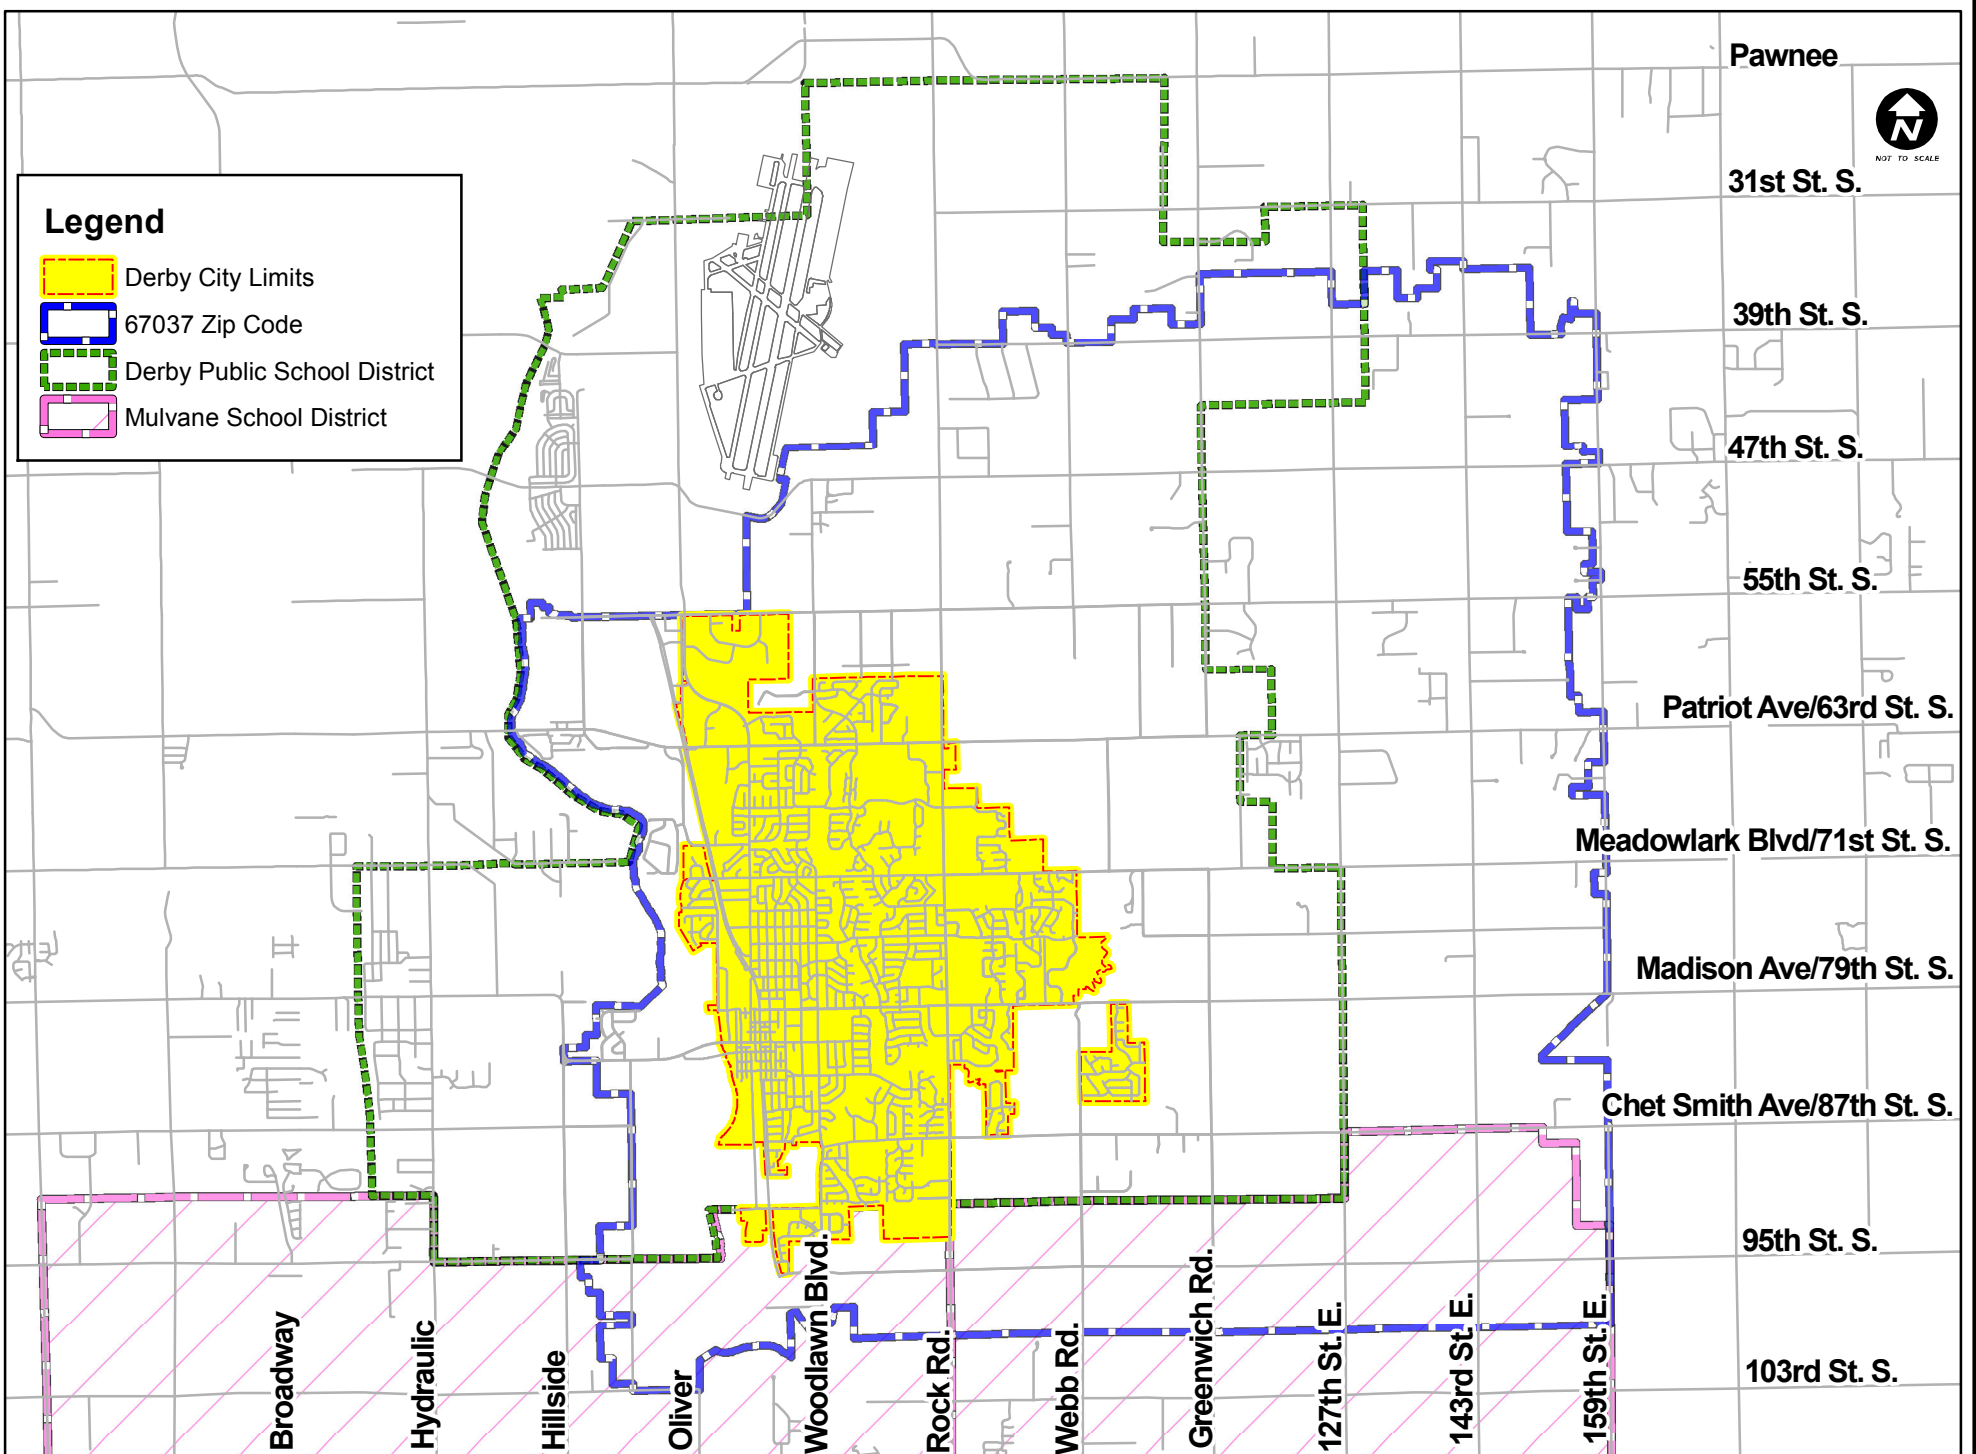 Pawnee
N
NOT TO SCALE
31st St. S.
Legend
Derby City Limits
67037 Zip Code
Derby Public School District
Mulvane School District
39th St. S.
47th St. S.
55th St. S.
Patriot Ave/63rd St. S.
Meadowlark Blvd/71st St. S.
Madison Ave/79th St. S.
Chet Smith Ave/87th St. S.
95th St. S.
103rd St. S.
Broadway
Hydraulic
Hillside
Oliver
Woodlawn Blvd.
Rock Rd.
Webb Rd.
Greenwich Rd.
127th St. E.
143rd St. E.
159th St. E.